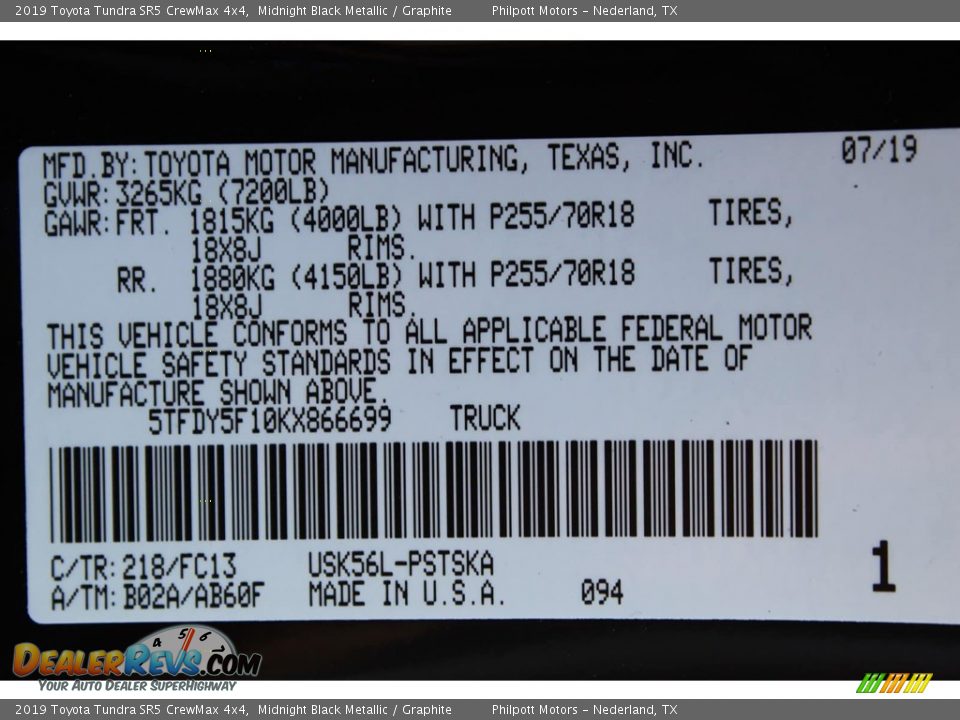 2019 Toyota Tundra SR5 CrewMax 4x4, Midnight Black Metallic / Graphite Philpott Motors - Nederland, TX
MFD.BY:TOYOTA MOTOR MANUFACTURING, TEXAS, INC. 07/19
GVWR:3265KG (7200LB)
GAWR:FRT. 1815KG (4000LB) WITH P255/70R18 TIRES,
18X8J RIMS.
RR. 1880KG (4150LB) WITH P255/70R18 TIRES,
18X8J RIMS.
THIS VEHICLE CONFORMS TO ALL APPLICABLE FEDERAL MOTOR
VEHICLE SAFETY STANDARDS IN EFFECT ON THE DATE OF
MANUFACTURE SHOWN ABOVE.
5TFDY5F10KX866699 TRUCK
C/TR:218/FC13 USK56L-PSTSKA
A/TM:B02A/AB60F MADE IN U.S.A. 094
1
4 5 6
DEALERREVS.COM
YOUR AUTO DEALER SUPERHIGHWAY
2019 Toyota Tundra SR5 CrewMax 4x4, Midnight Black Metallic / Graphite Philpott Motors - Nederland, TX